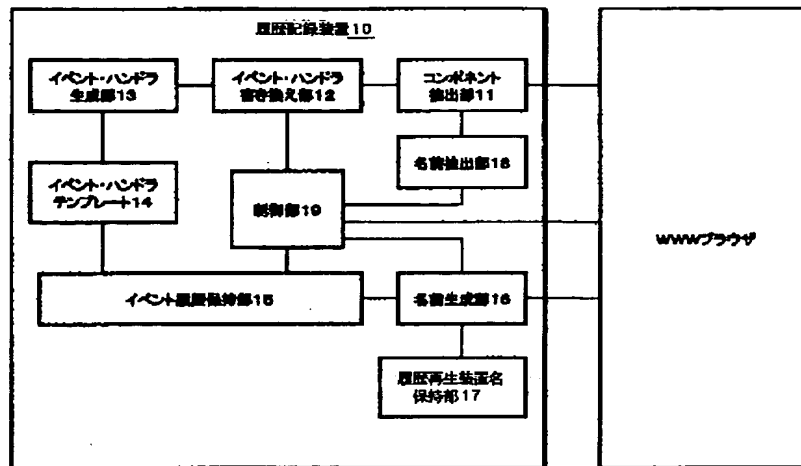 履歴記録装置10
イベント・ハンドラ
生成部13
イベント・ハンドラ
書き換え部12
コンポネント
抽出部11
名前抽出部18
イベント・ハンドラ
テンプレート14
制御部19
WWWブラウザ
イベント履歴保持部15
名前生成部16
履歴再生装置名
保持部17